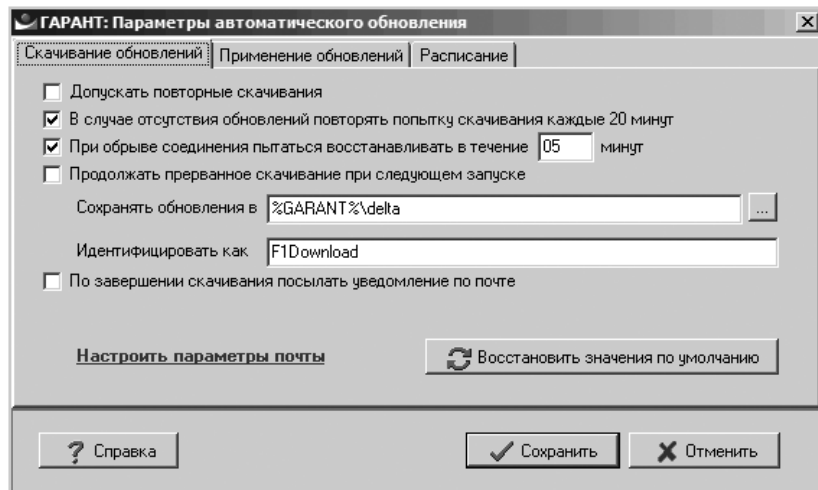 ГАРАНТ: Параметры автоматического обновления
Скачивание обновлений Применение обновлений Расписание
Допускать повторные скачивания
В случае отсутствия обновлений повторять попытку скачивания каждые 20 минут
При обрыве соединения пытаться восстанавливать в течение 05 минут
Продолжать прерванное скачивание при следующем запуске
Сохранять обновления в %GARANT%\delta ...
Идентифицировать как F1Download
По завершении скачивания посылать уведомление по почте
Настроить параметры почты Восстановить значения по умолчанию
? Справка Сохранить Отменить